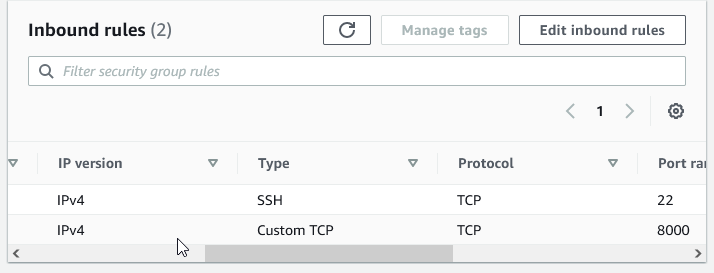 Inbound rules (2)
Manage tags
Edit inbound rules
Filter security group rules
1
IP version Type Protocol Port ra
IPv4 SSH TCP 22
IPv4 Custom TCP TCP 8000